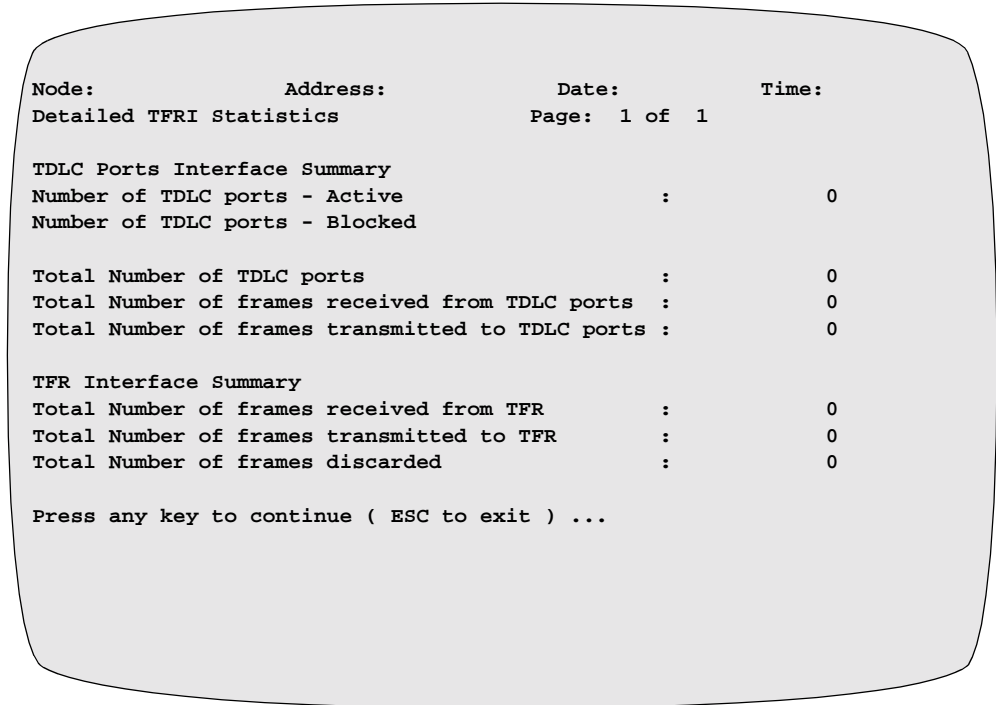 Node: Address: Date: Time:
Detailed TFRI Statistics Page: 1 of 1
TDLC Ports Interface Summary
Number of TDLC ports - Active : 0
Number of TDLC ports - Blocked
Total Number of TDLC ports : 0
Total Number of frames received from TDLC ports : 0
Total Number of frames transmitted to TDLC ports : 0
TFR Interface Summary
Total Number of frames received from TFR : 0
Total Number of frames transmitted to TFR : 0
Total Number of frames discarded : 0
Press any key to continue ( ESC to exit ) ...